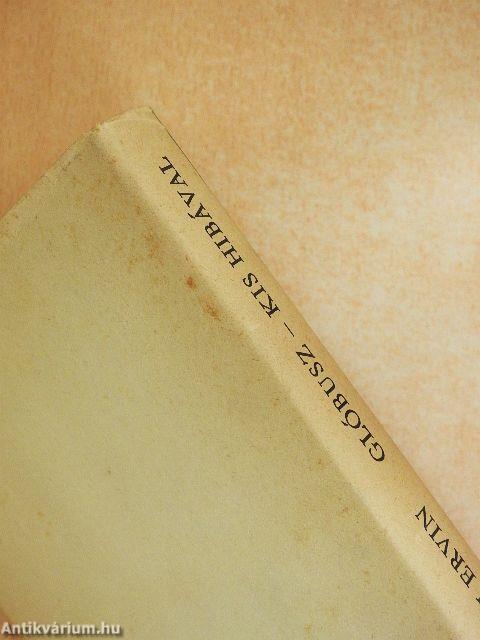 ERVIN
GLÓBUSZ – KIS HIBÁVAL
Antikvárium.hu